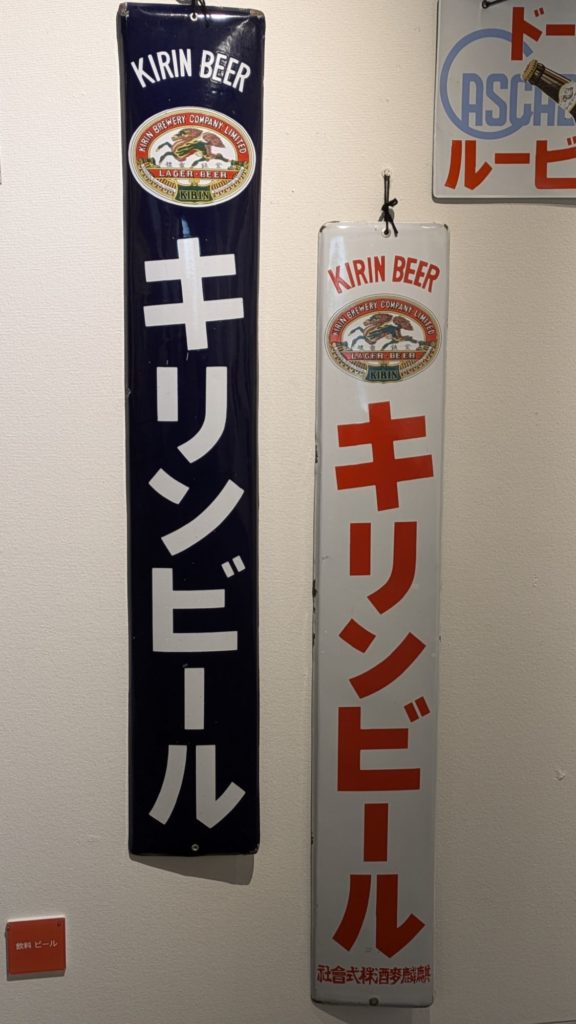 KIRIN BEER
KIRIN BREWERY COMPANY LIMITED
LAGER-BEER
KIRIN
キリンビール
KIRIN BEER
KIRIN BREWERY COMPANY LIMITED
LAGER-BEER
KIRIN
キリンビール
麒麟麥酒株式會社
ドー
ASCA
ルービ
飲料 ビール